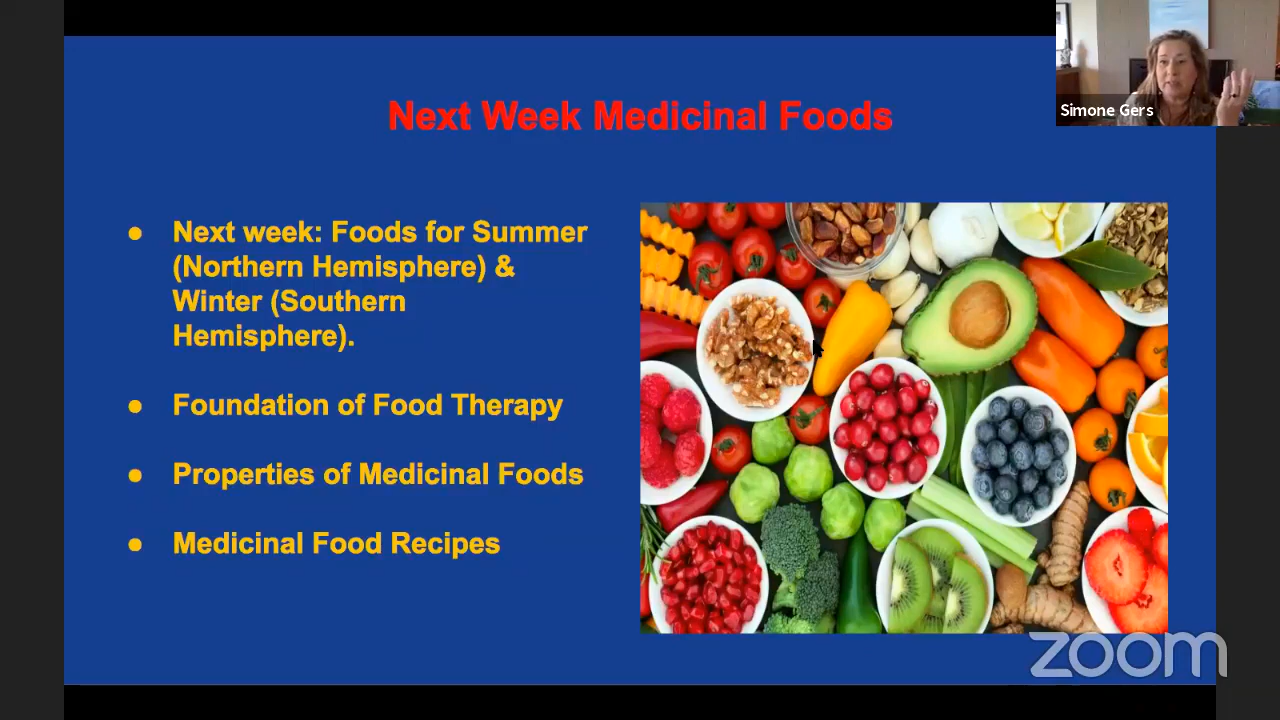 Simone Gers
Next Week Medicinal Foods
● Next week: Foods for Summer
(Northern Hemisphere) &
Winter (Southern
Hemisphere).
● Foundation of Food Therapy
● Properties of Medicinal Foods
● Medicinal Food Recipes
zoom